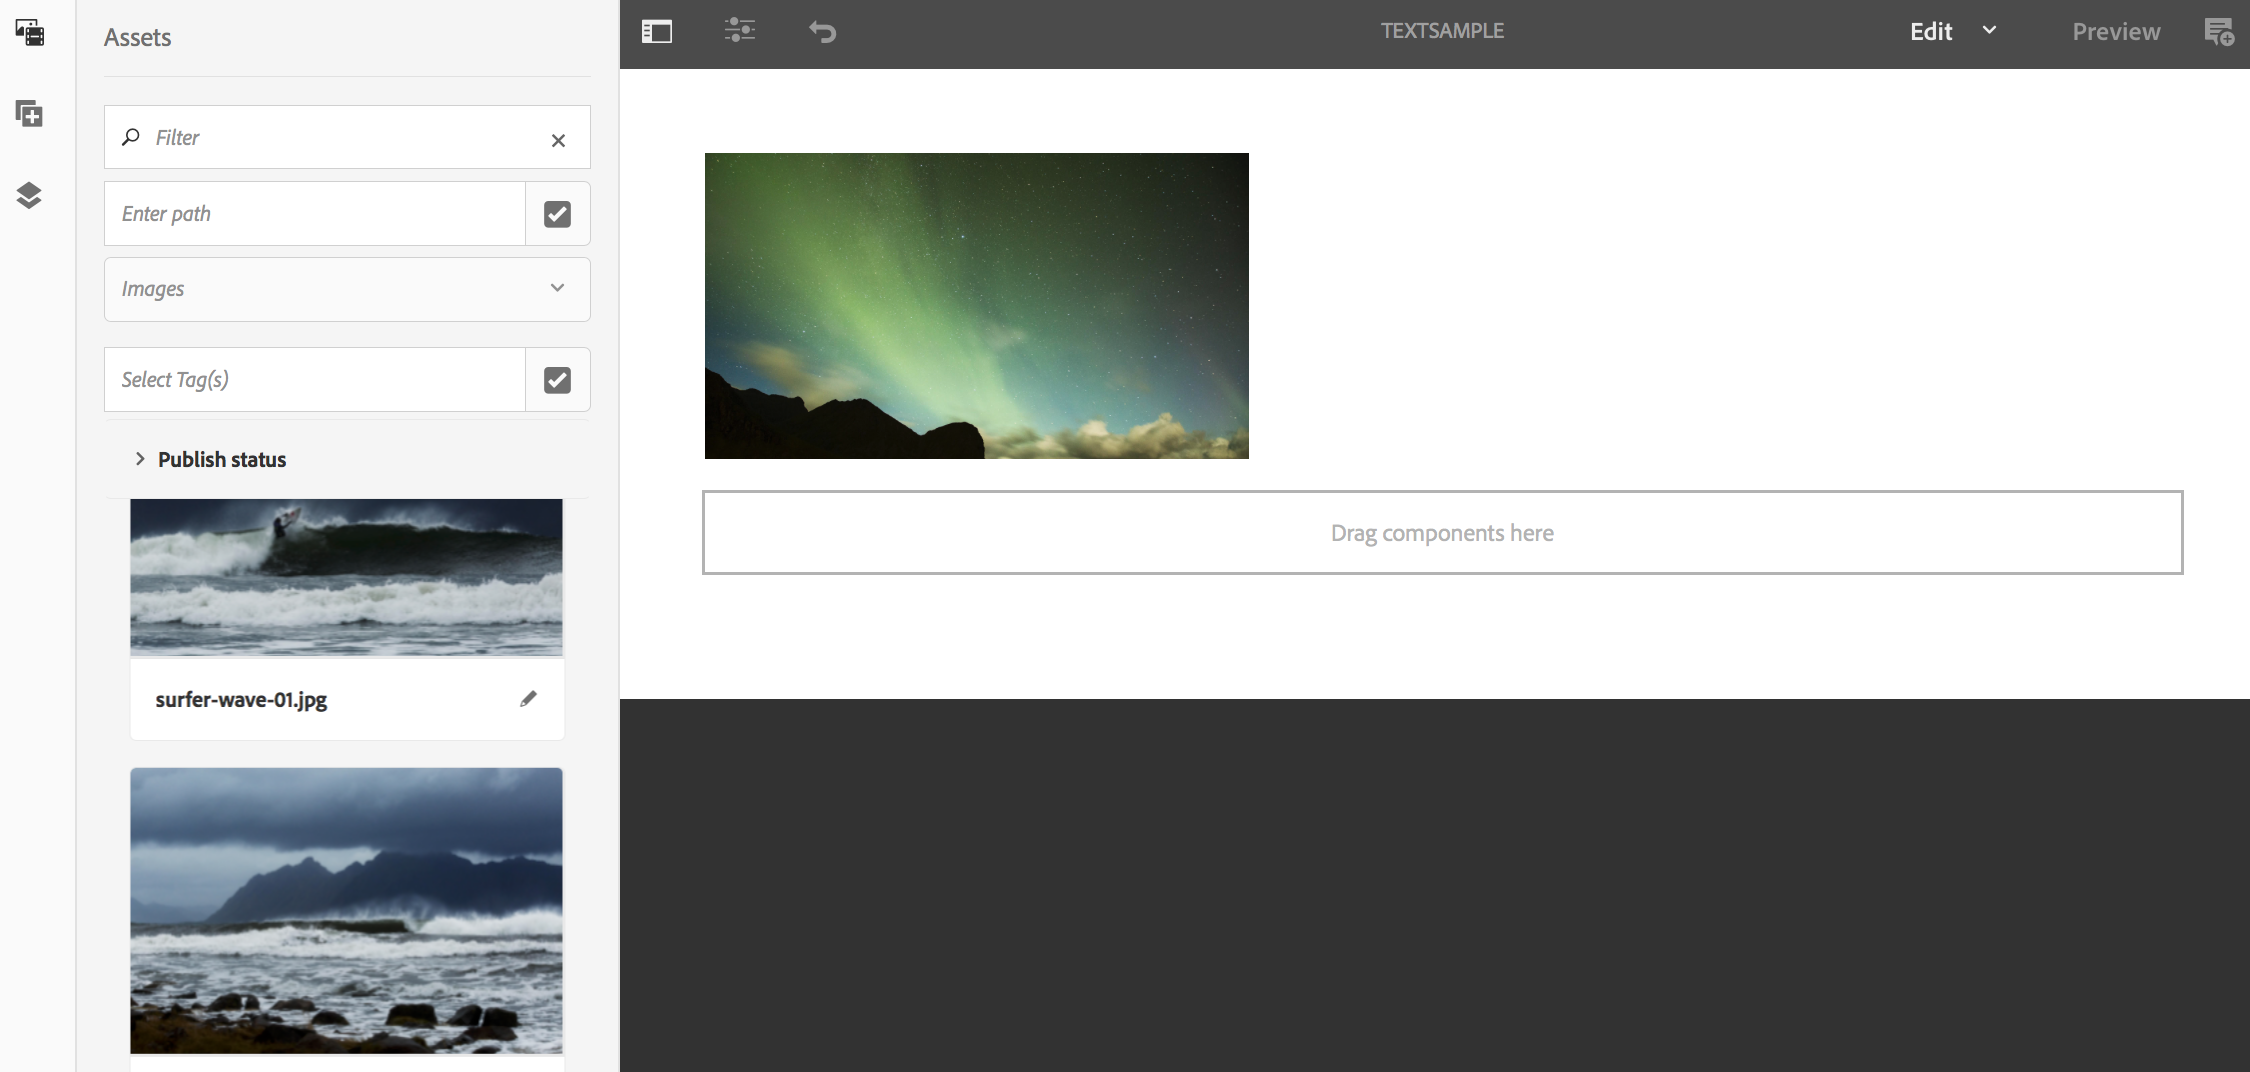 Assets
Filter
Enter path
Images
Select Tag(s)
Publish status
surfer-wave-01.jpg
TEXTSAMPLE
Edit
Preview
Drag components here